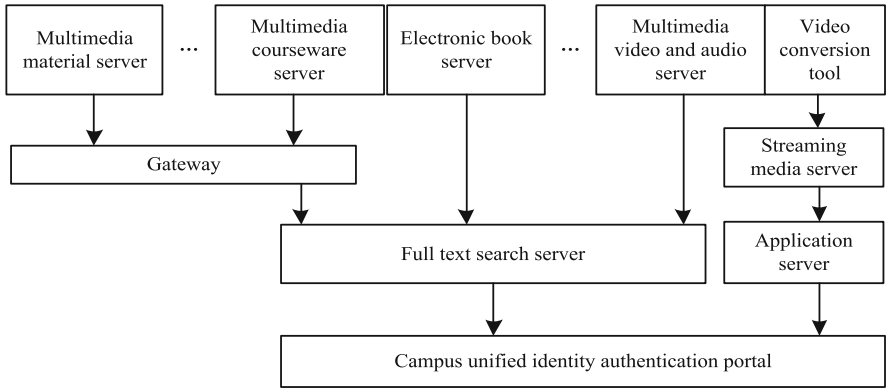 Multimedia
material server
...
Multimedia
courseware
server
Electronic book
server
...
Multimedia
video and audio
server
Video
conversion
tool
Gateway
Streaming
media server
Full text search server
Application
server
Campus unified identity authentication portal